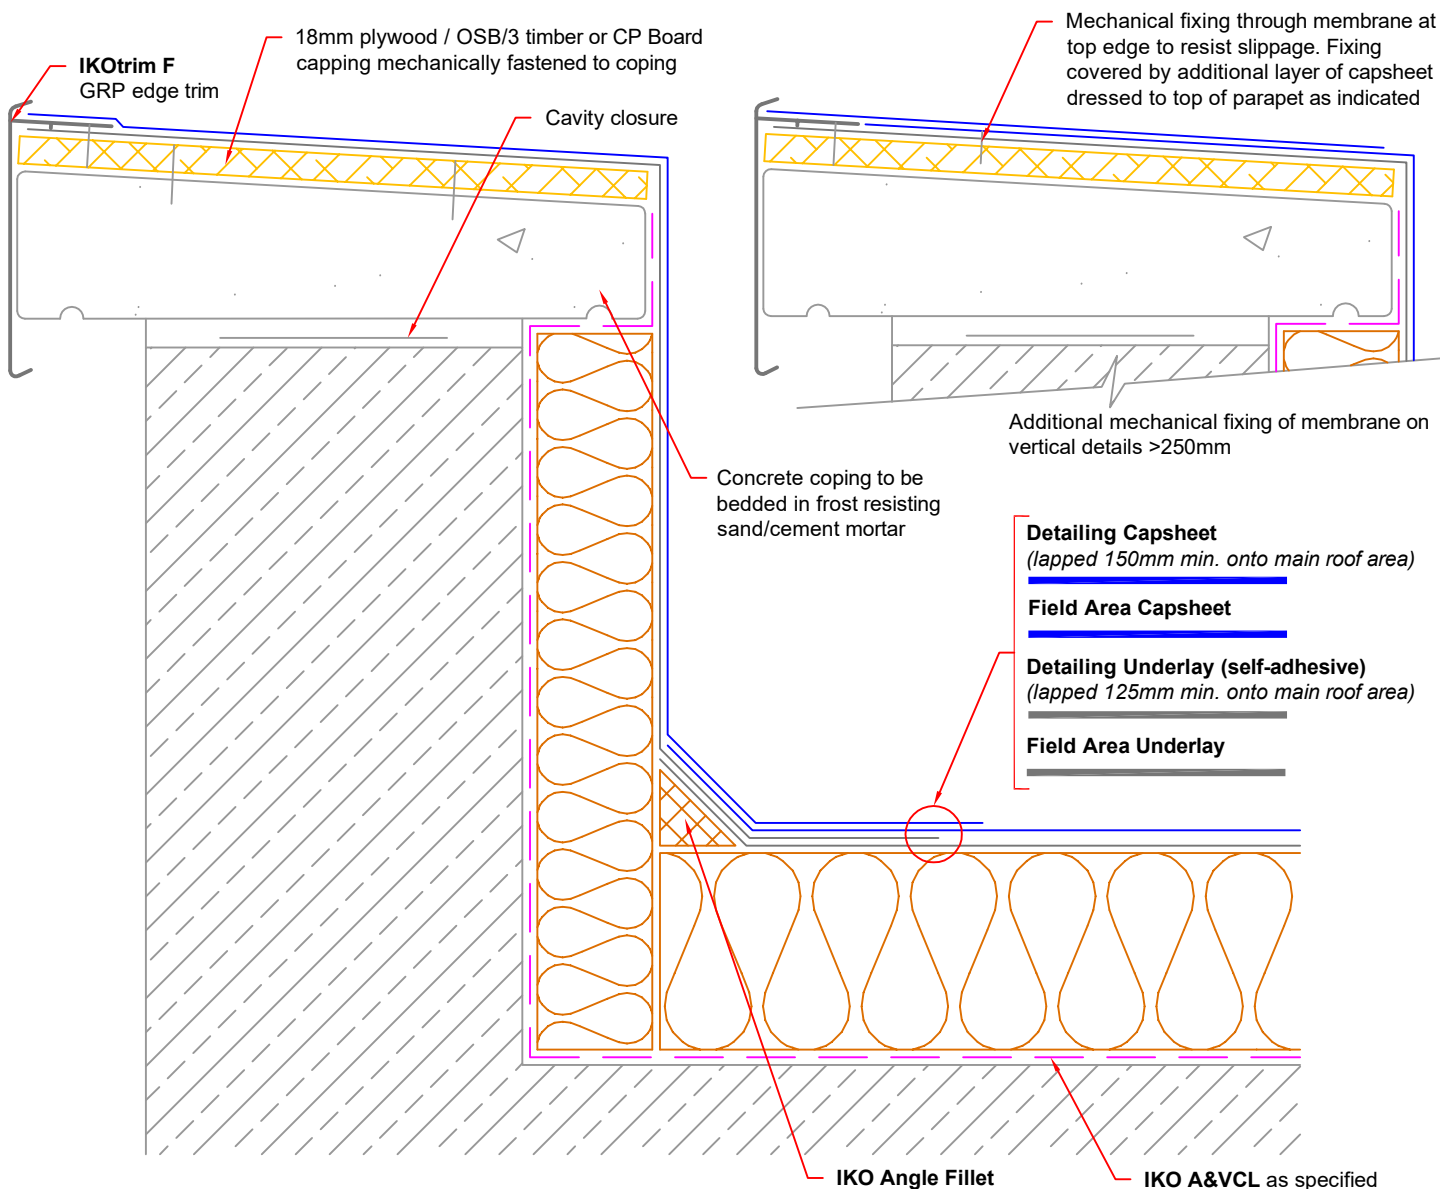 IKOtrim F
GRP edge trim
18mm plywood / OSB/3 timber or CP Board
capping mechanically fastened to coping
Cavity closure
Mechanical fixing through membrane at
top edge to resist slippage. Fixing
covered by additional layer of capsheet
dressed to top of parapet as indicated
Additional mechanical fixing of membrane on
vertical details >250mm
Concrete coping to be
bedded in frost resisting
sand/cement mortar
Detailing Capsheet
(lapped 150mm min. onto main roof area)
Field Area Capsheet
Detailing Underlay (self-adhesive)
(lapped 125mm min. onto main roof area)
Field Area Underlay
IKO Angle Fillet
IKO A&VCL as specified